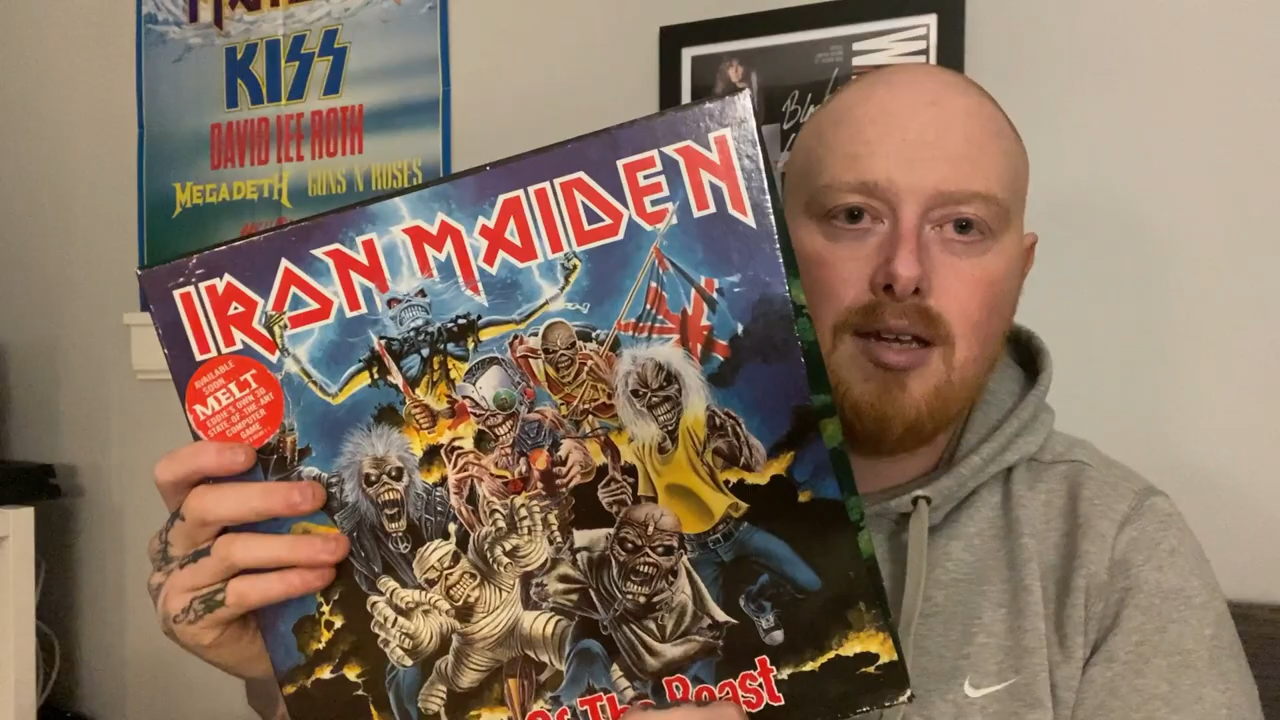 KISS
DAVID LEE ROTH
MEGADETH GUNS N' ROSES
IRON MAIDEN
AVAILABLE
SOON
MELT
EDDIE'S OWN 3D
STATE-OF-THE-ART
COMPUTER
GAME
Of The Beast